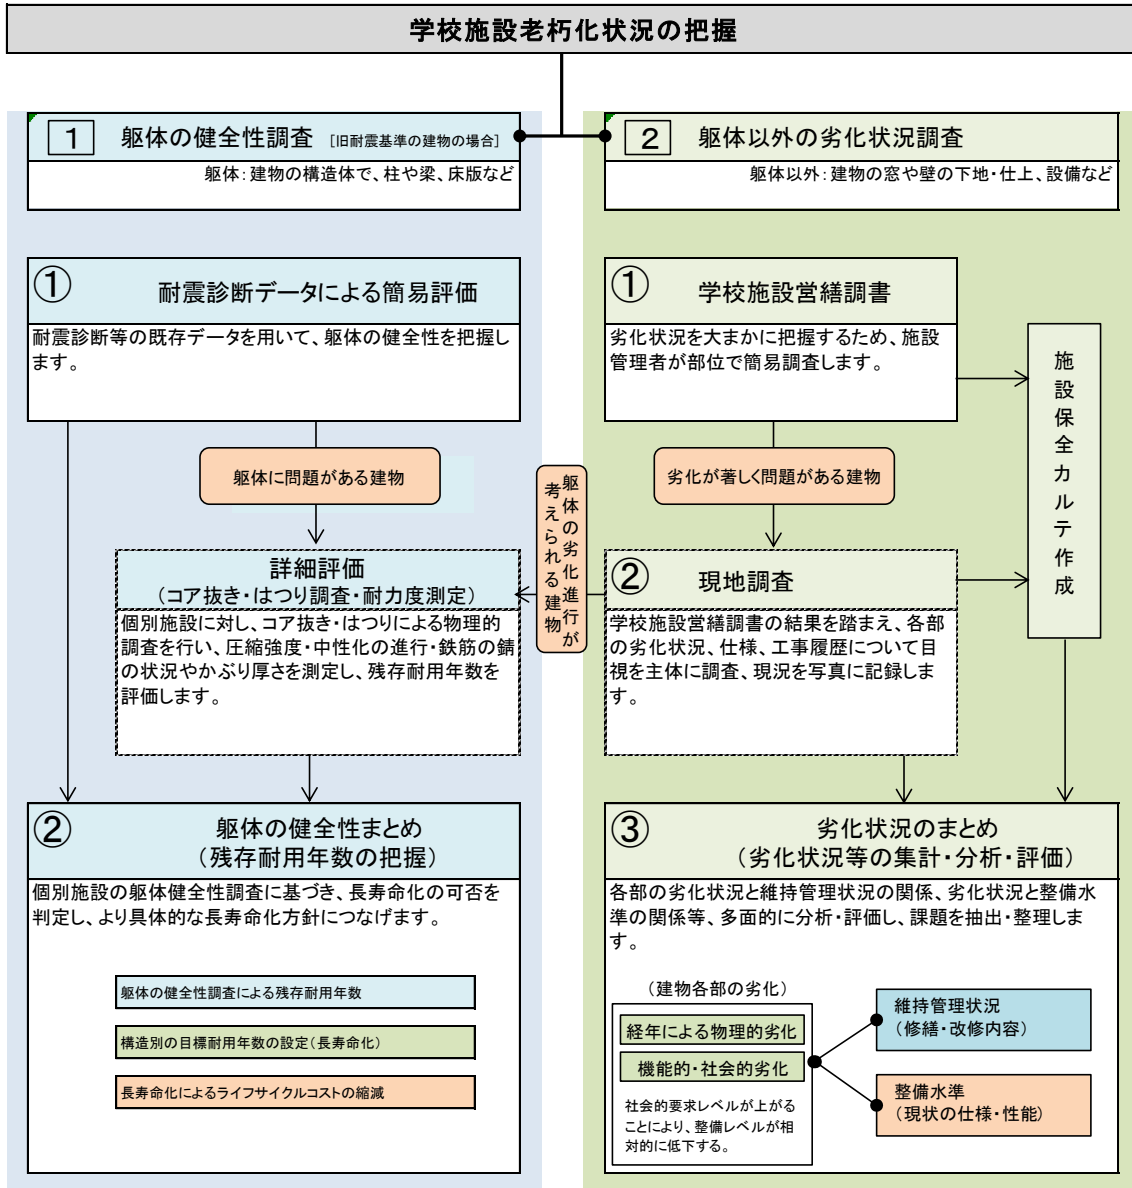 学校施設老朽化状況の把握
1 躯体の健全性調査 [旧耐震基準の建物の場合]
躯体：建物の構造体で、柱や梁、床版など
① 耐震診断データによる簡易評価
耐震診断等の既存データを用いて、躯体の健全性を把握し
ます。
躯体に問題がある建物
詳細評価
（コア抜き・はつり調査・耐力度測定）
個別施設に対し、コア抜き・はつりによる物理的
調査を行い、圧縮強度・中性化の進行・鉄筋の錆
の状況やかぶり厚さを測定し、残存耐用年数を
評価します。
② 躯体の健全性まとめ
（残存耐用年数の把握）
個別施設の躯体健全性調査に基づき、長寿命化の可否を
判定し、より具体的な長寿命化方針につなげます。
躯体の健全性調査による残存耐用年数
構造別の目標耐用年数の設定（長寿命化）
長寿命化によるライフサイクルコストの縮減
躯体の劣化進行が
考えられる建物
2 躯体以外の劣化状況調査
躯体以外：建物の窓や壁の下地・仕上、設備など
① 学校施設営繕調書
劣化状況を大まかに把握するため、施設
管理者が部位で簡易調査します。
劣化が著しく問題がある建物
② 現地調査
学校施設営繕調書の結果を踏まえ、各部
の劣化状況、仕様、工事履歴について目
視を主体に調査、現況を写真に記録しま
す。
施設保全カルテ作成
③ 劣化状況のまとめ
（劣化状況等の集計・分析・評価）
各部の劣化状況と維持管理状況の関係、劣化状況と整備水
準の関係等、多面的に分析・評価し、課題を抽出・整理しま
す。
（建物各部の劣化）
経年による物理的劣化
機能的・社会的劣化
社会的要求レベルが上がる
ことにより、整備レベルが相
対的に低下する。
維持管理状況
（修繕・改修内容）
整備水準
（現状の仕様・性能）